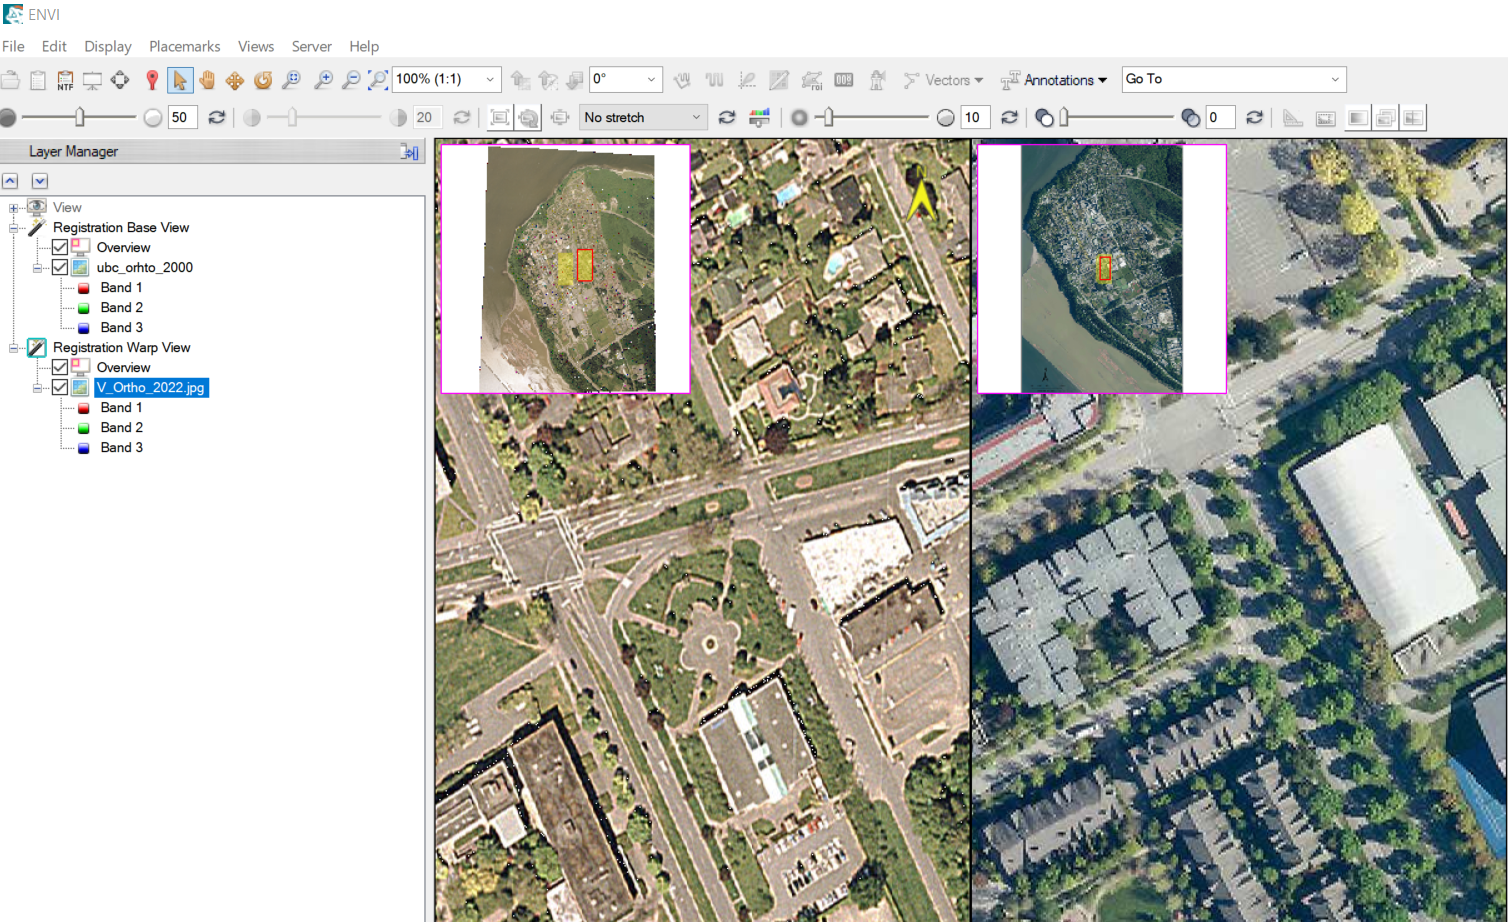 ENVI
File Edit Display Placemarks Views Server Help
NTF 100% (1:1) 0° ROI Vectors Annotations Go To
50 20 No stretch 10 0
Layer Manager
View
Registration Base View
Overview
ubc_orhto_2000
Band 1
Band 2
Band 3
Registration Warp View
Overview
V_Ortho_2022.jpg
Band 1
Band 2
Band 3